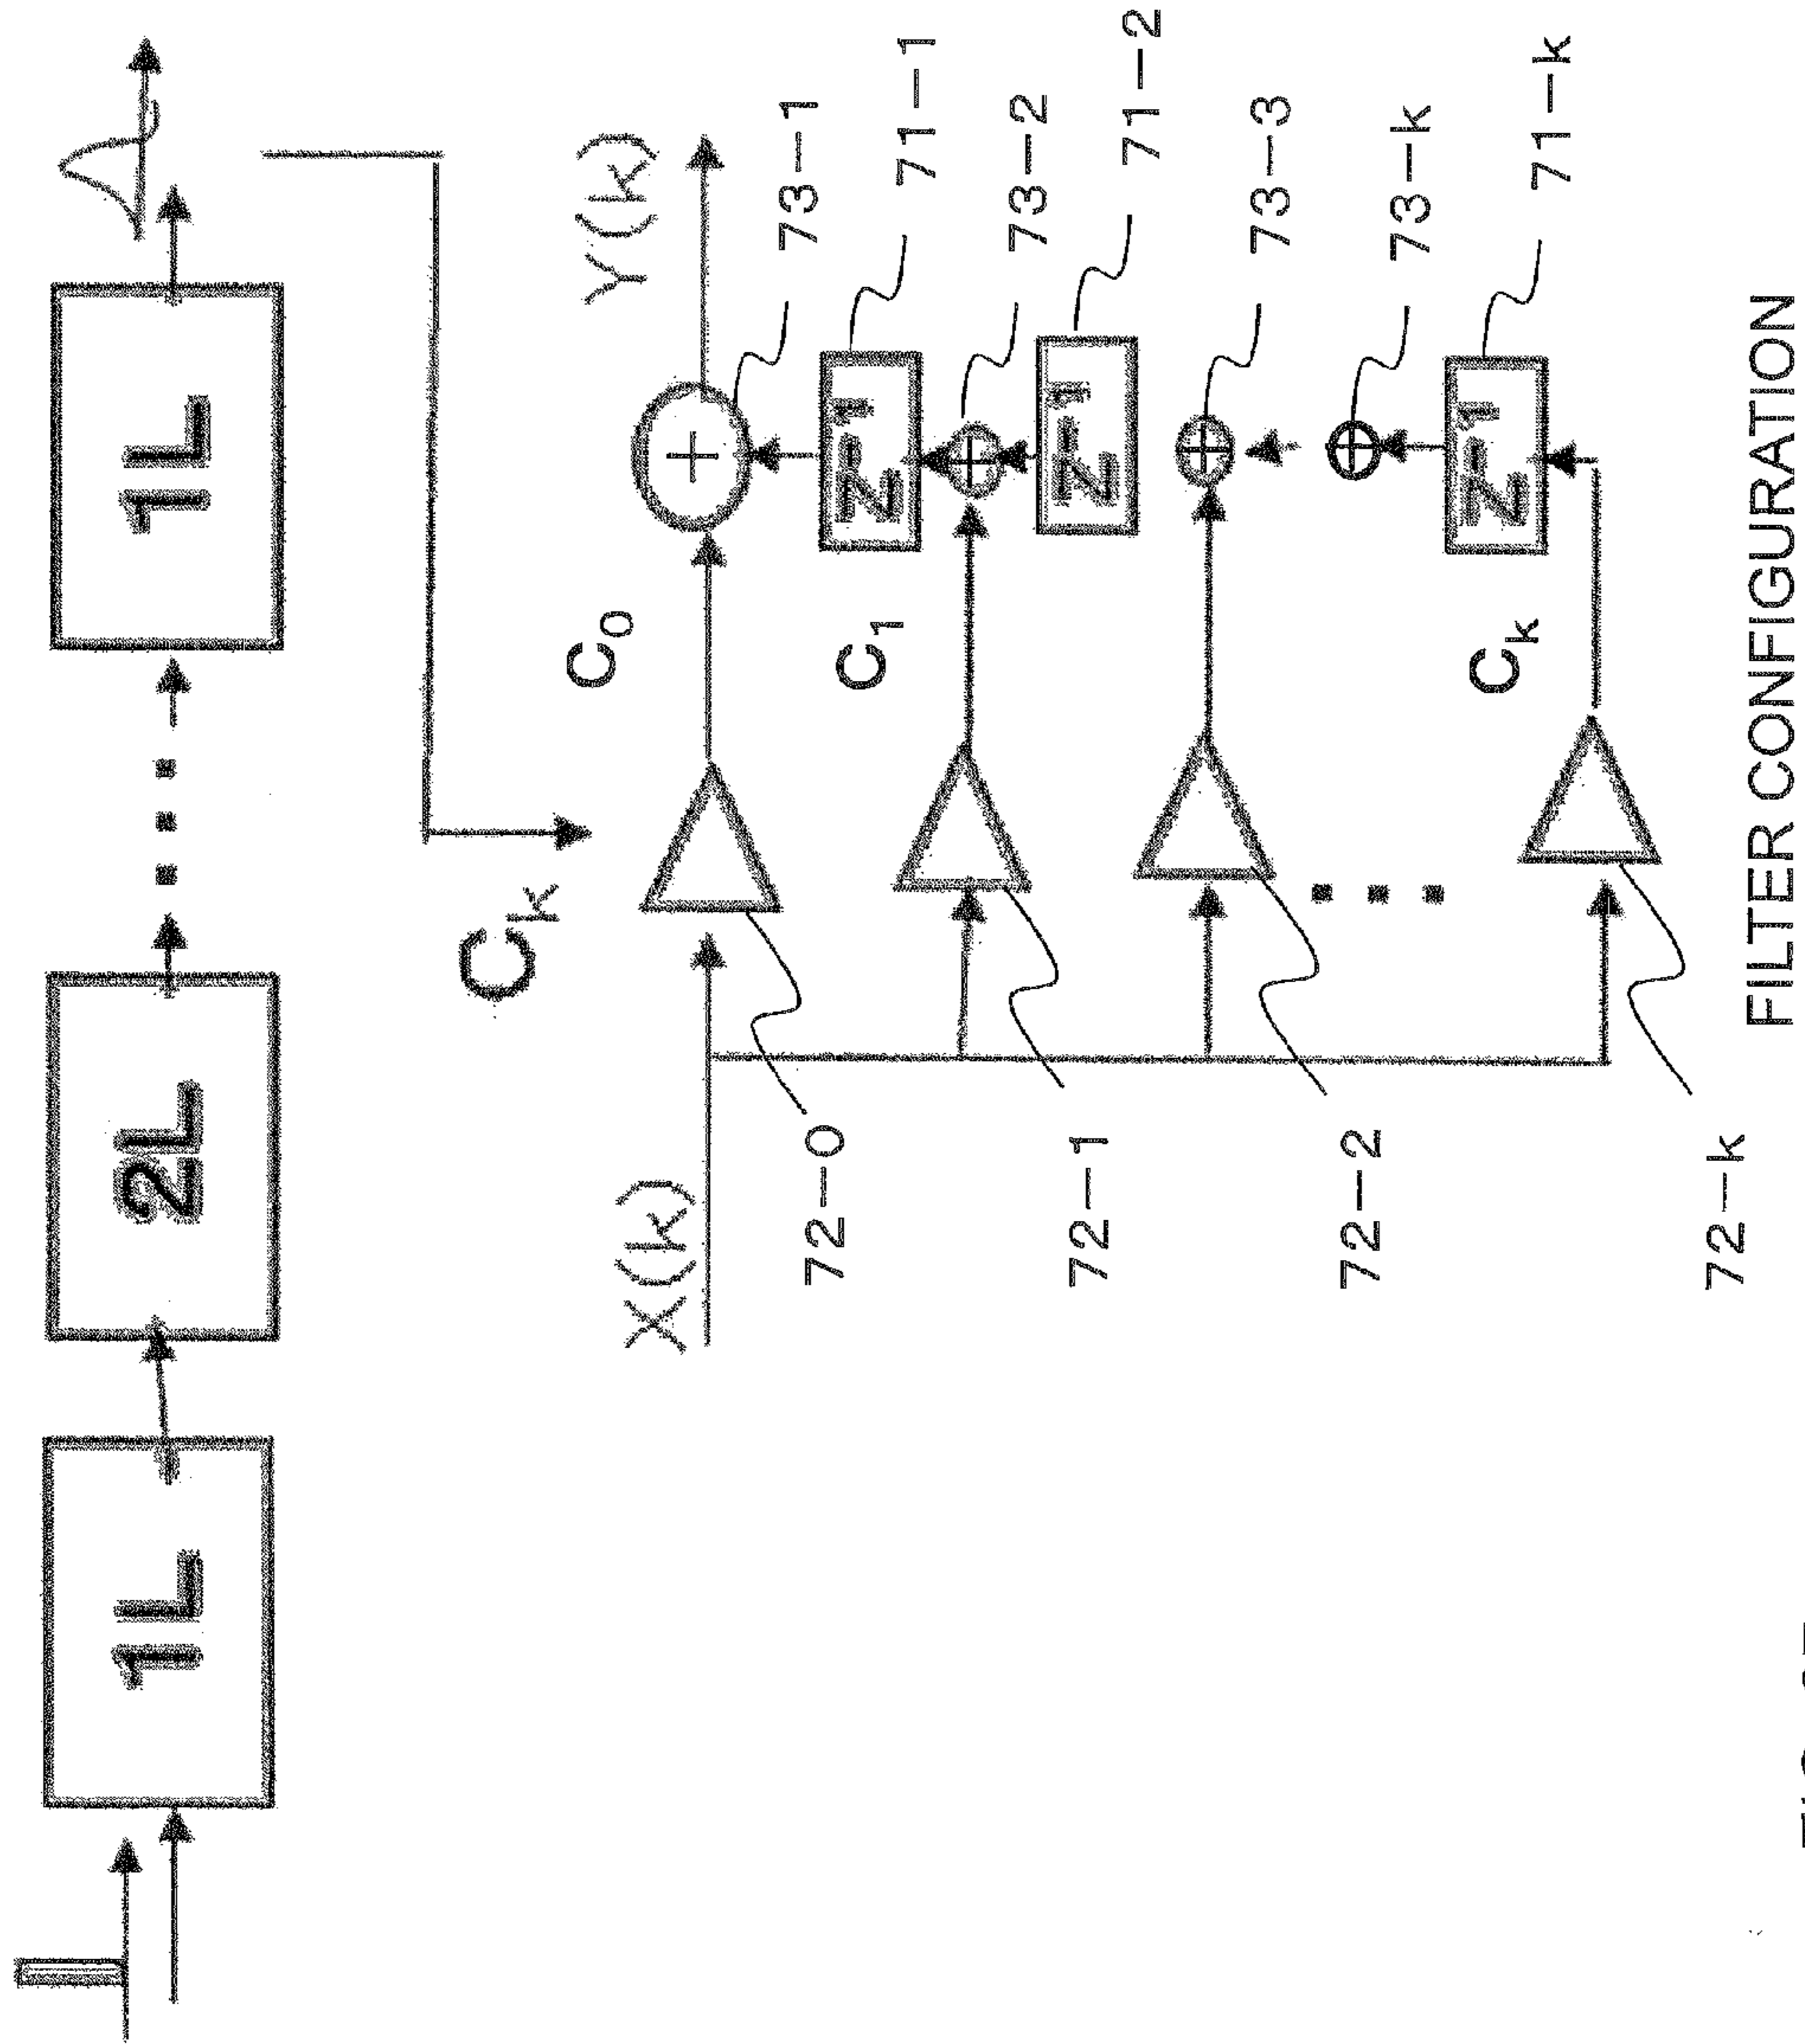 1L
2L
1L
C_k
X(k)
Y(k)
C_0
73-1
72-0
Z^-1
71-1
C_1
73-2
72-1
Z^-1
71-2
73-3
72-2
73-k
C_k
Z^-1
71-k
72-k
FILTER CONFIGURATION